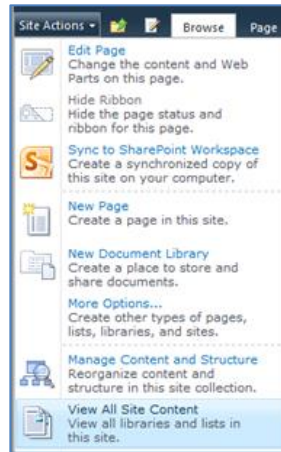 Site Actions Browse Page
Edit Page
Change the content and Web
Parts on this page.
Hide Ribbon
Hide the page status and
ribbon for this page.
Sync to SharePoint Workspace
Create a synchronized copy of
this site on your computer.
New Page
Create a page in this site.
New Document Library
Create a place to store and
share documents.
More Options...
Create other types of pages,
lists, libraries, and sites.
Manage Content and Structure
Reorganize content and
structure in this site collection.
View All Site Content
View all libraries and lists in
this site.